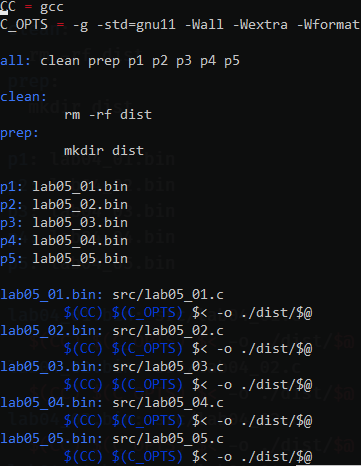 CC = gcc
C_OPTS = -g -std=gnu11 -Wall -Wextra -Wformat
all: clean prep p1 p2 p3 p4 p5
clean:
rm -rf dist
prep:
mkdir dist
p1: lab05_01.bin
p2: lab05_02.bin
p3: lab05_03.bin
p4: lab05_04.bin
p5: lab05_05.bin
lab05_01.bin: src/lab05_01.c
$(CC) $(C_OPTS) $< -o ./dist/$@
lab05_02.bin: src/lab05_02.c
$(CC) $(C_OPTS) $< -o ./dist/$@
lab05_03.bin: src/lab05_03.c
$(CC) $(C_OPTS) $< -o ./dist/$@
lab05_04.bin: src/lab05_04.c
$(CC) $(C_OPTS) $< -o ./dist/$@
lab05_05.bin: src/lab05_05.c
$(CC) $(C_OPTS) $< -o ./dist/$@